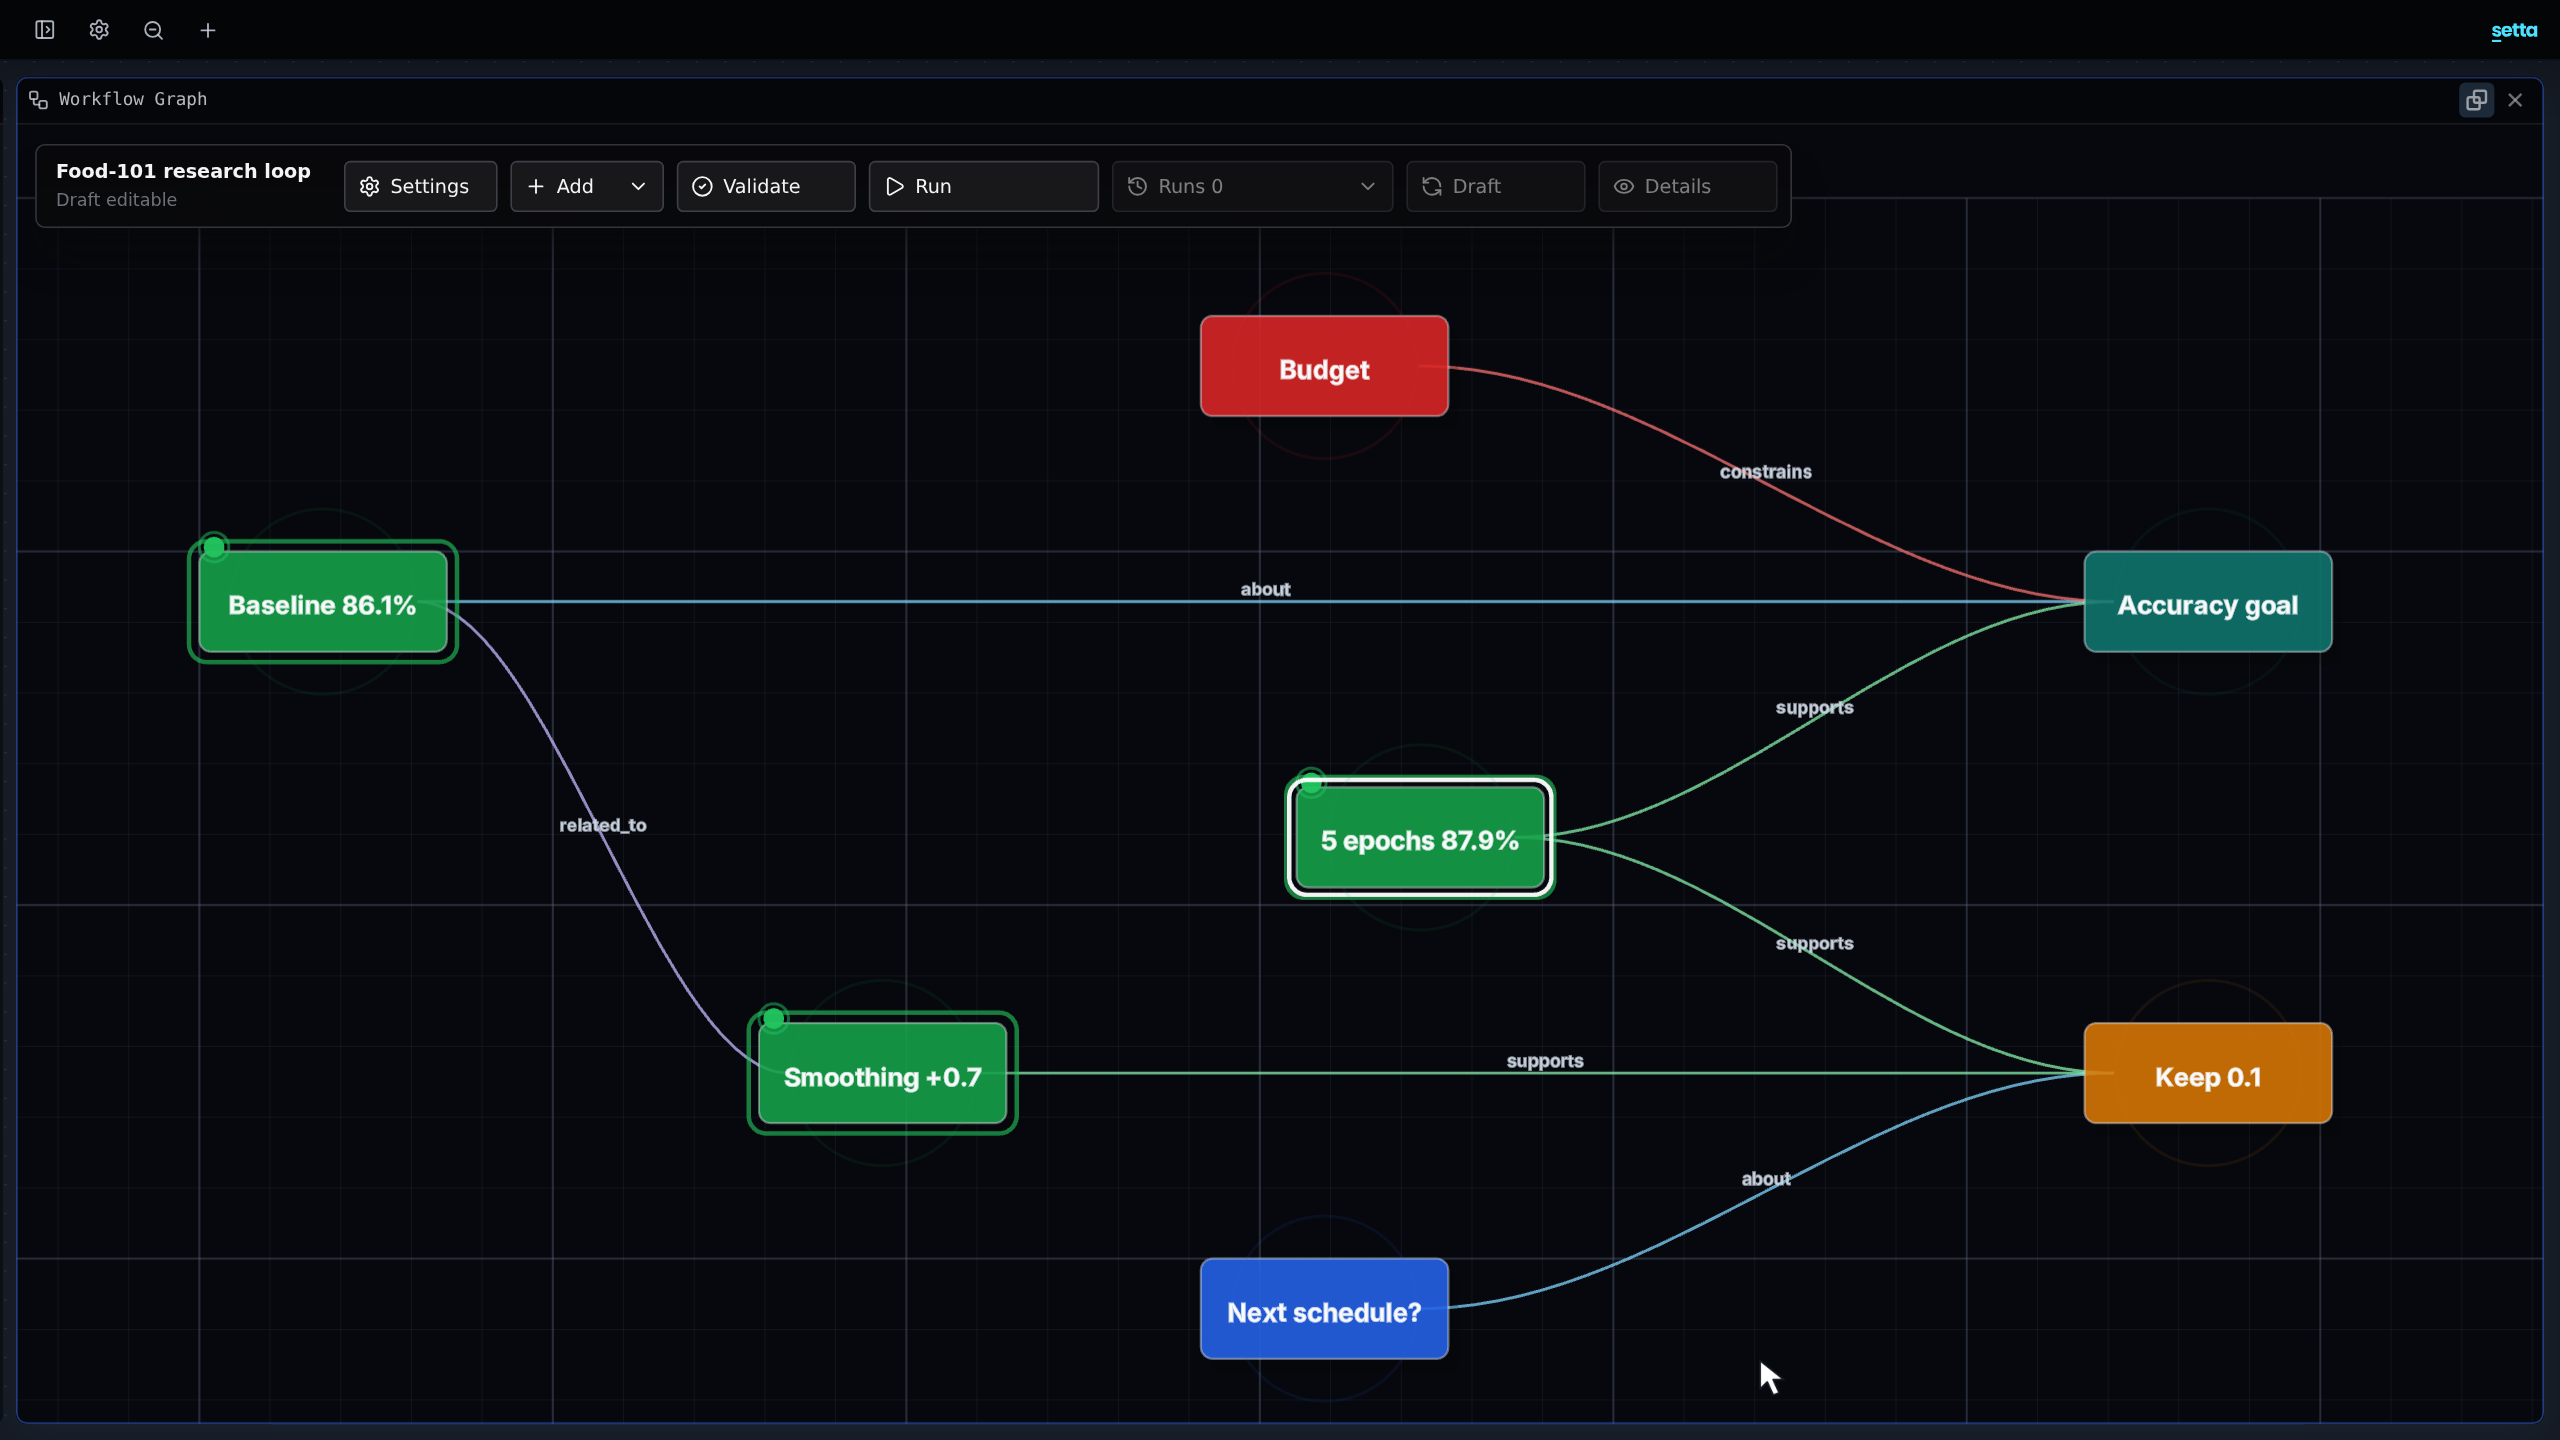 setta
Workflow Graph
Food-101 research loop
Draft editable
Settings
Add
Validate
Run
Runs 0
Draft
Details
Budget
constrains
Baseline 86.1%
about
Accuracy goal
supports
5 epochs 87.9%
related_to
supports
Smoothing +0.7
supports
Keep 0.1
about
Next schedule?